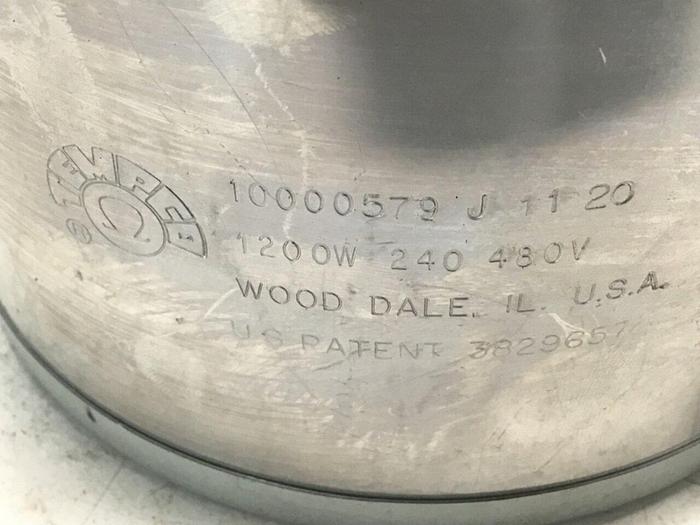 TEMPCO
Ω
®
10000579 J 11 20
1200W 240 480V
WOOD DALE, IL. U.S.A.
US PATENT 3829657